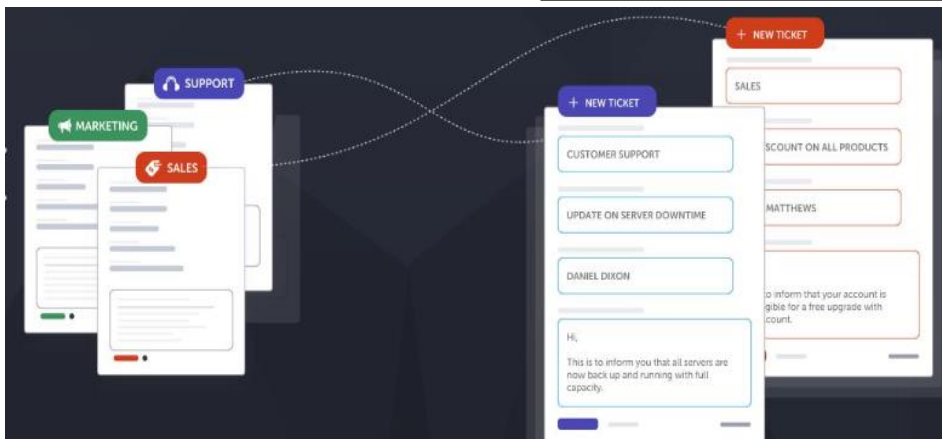 SUPPORT
MARKETING
SALES
+ NEW TICKET
CUSTOMER SUPPORT
UPDATE ON SERVER DOWNTIME
DANIEL DIXON
Hi,
This is to inform you that all servers are
now back up and running with full
capacity.
+ NEW TICKET
SALES
SCOUNT ON ALL PRODUCTS
MATTHEWS
to inform that your account is
gible for a free upgrade with
count.